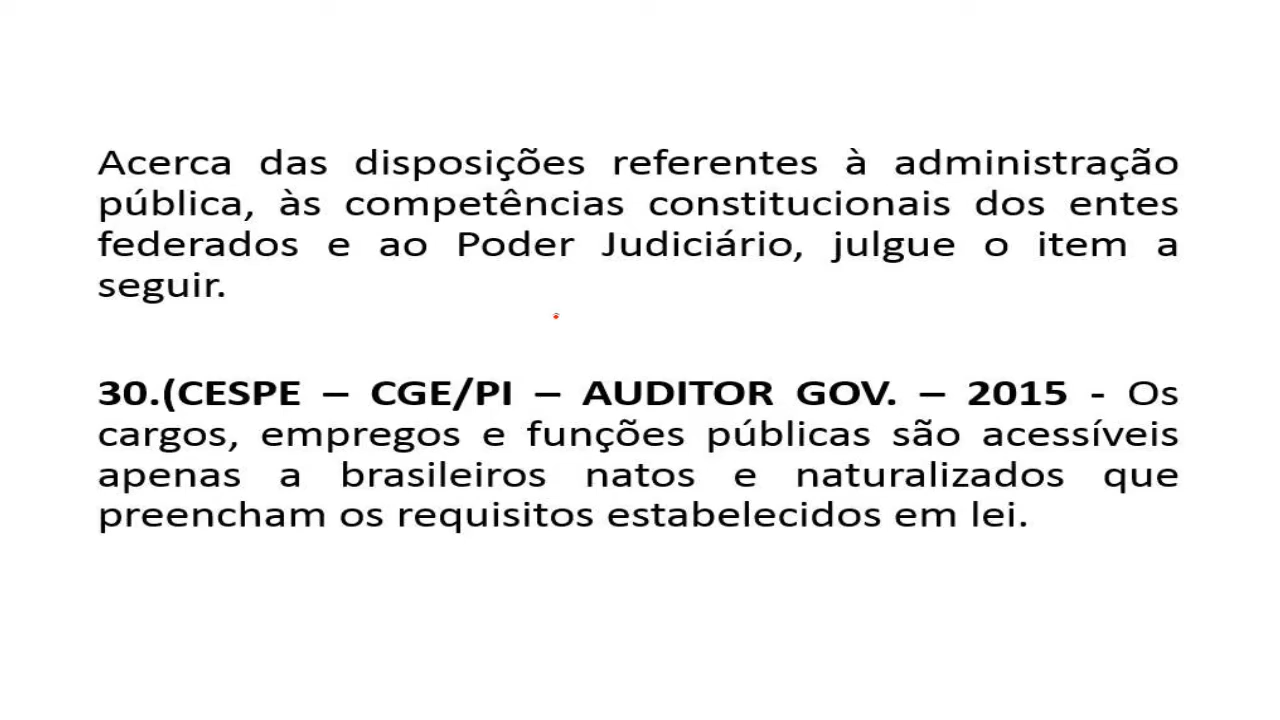 Acerca das disposições referentes à administração
pública, às competências constitucionais dos entes
federados e ao Poder Judiciário, julgue o item a
seguir.
30.(CESPE – CGE/PI – AUDITOR GOV. – 2015 - Os
cargos, empregos e funções públicas são acessíveis
apenas a brasileiros natos e naturalizados que
preencham os requisitos estabelecidos em lei.